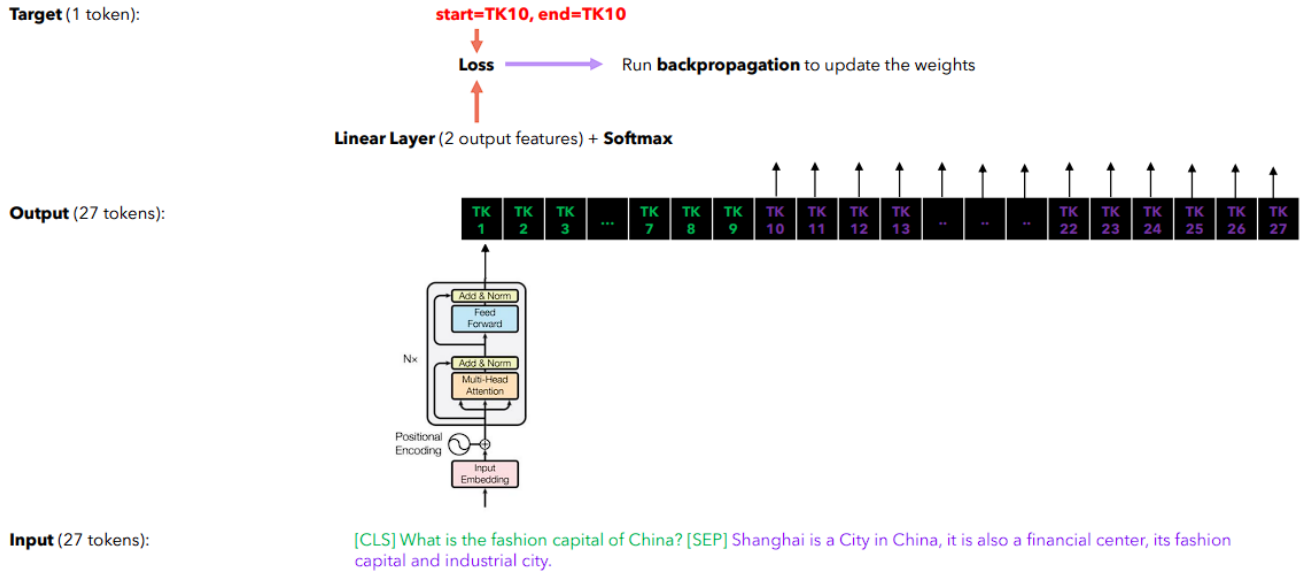 Target (1 token):
start=TK10, end=TK10
Loss
Run backpropagation to update the weights
Linear Layer (2 output features) + Softmax
Output (27 tokens):
TK 1 TK 2 TK 3 ... TK 7 TK 8 TK 9 TK 10 TK 11 TK 12 TK 13 .. .. .. TK 22 TK 23 TK 24 TK 25 TK 26 TK 27
Add & Norm
Feed
Forward
Nx
Add & Norm
Multi-Head
Attention
Positional
Encoding
Input
Embedding
Input (27 tokens):
[CLS] What is the fashion capital of China? [SEP] Shanghai is a City in China, it is also a financial center, its fashion
capital and industrial city.